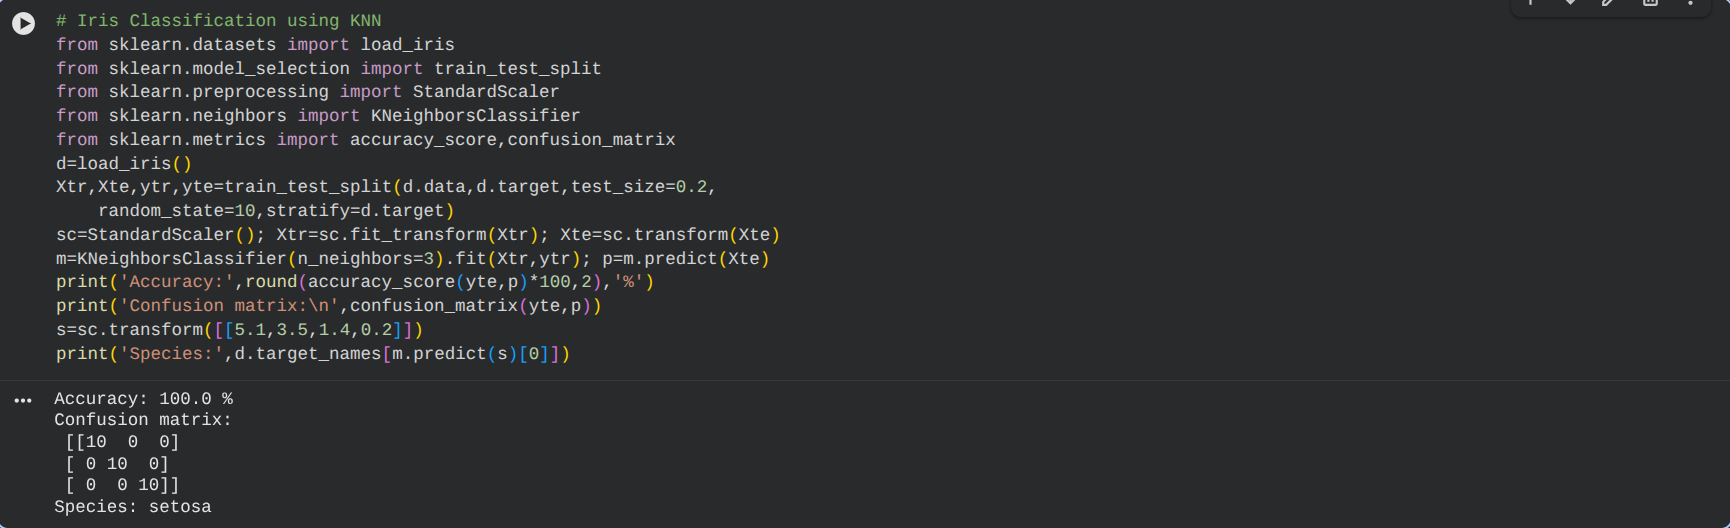 # Iris Classification using KNN
from sklearn.datasets import load_iris
from sklearn.model_selection import train_test_split
from sklearn.preprocessing import StandardScaler
from sklearn.neighbors import KNeighborsClassifier
from sklearn.metrics import accuracy_score,confusion_matrix
d=load_iris()
Xtr,Xte,ytr,yte=train_test_split(d.data,d.target,test_size=0.2,
    random_state=10,stratify=d.target)
sc=StandardScaler(); Xtr=sc.fit_transform(Xtr); Xte=sc.transform(Xte)
m=KNeighborsClassifier(n_neighbors=3).fit(Xtr,ytr); p=m.predict(Xte)
print('Accuracy:',round(accuracy_score(yte,p)*100,2),'%')
print('Confusion matrix:\n',confusion_matrix(yte,p))
s=sc.transform([[5.1,3.5,1.4,0.2]])
print('Species:',d.target_names[m.predict(s)[0]])
Accuracy: 100.0 %
Confusion matrix:
 [[10  0  0]
 [ 0 10  0]
 [ 0  0 10]]
Species: setosa